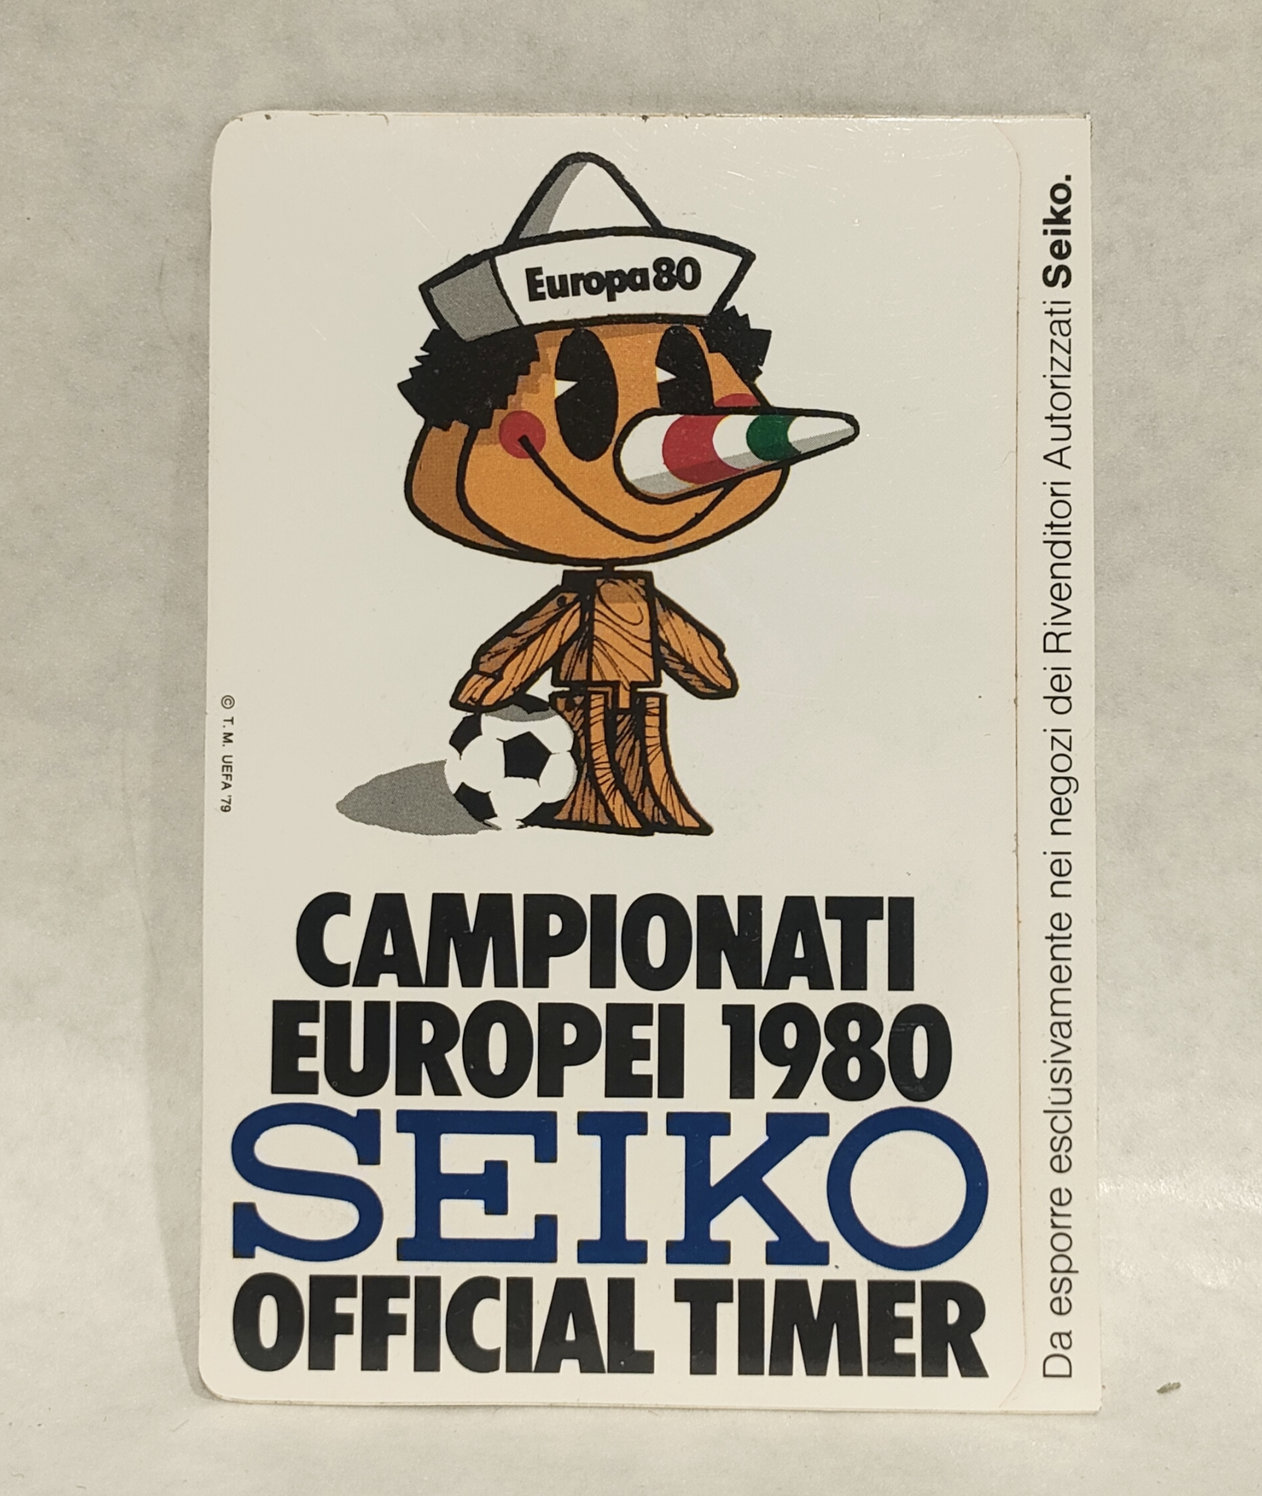 Europa 80
© T. M. UEFA '79
CAMPIONATI
EUROPEI 1980
SEIKO
OFFICIAL TIMER
Da esporre esclusivamente nei negozi dei Rivenditori Autorizzati Seiko.